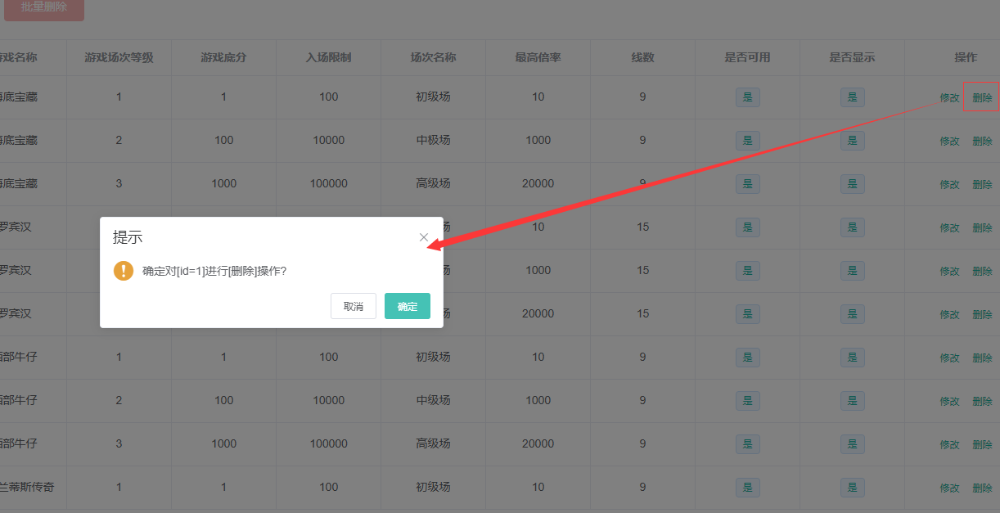 批量删除
戏名称 游戏场次等级 游戏底分 入场限制 场次名称 最高倍率 线数 是否可用 是否显示 操作
海底宝藏 1 1 100 初级场 10 9 是 是 修改 删除
海底宝藏 2 100 10000 中极场 1000 9 是 是 修改 删除
海底宝藏 3 1000 100000 高级场 20000 9 是 是 修改 删除
罗宾汉 场 10 15 是 是 修改 删除
提示
罗宾汉 场 1000 15 是 是 修改 删除
确定对[id=1]进行[删除]操作?
罗宾汉 场 20000 15 是 是 修改 删除
取消 确定
西部牛仔 1 1 100 初级场 10 9 是 是 修改 删除
西部牛仔 2 100 10000 中级场 1000 9 是 是 修改 删除
西部牛仔 3 1000 100000 高级场 20000 9 是 是 修改 删除
兰蒂斯传奇 1 1 100 初级场 10 9 是 是 修改 删除